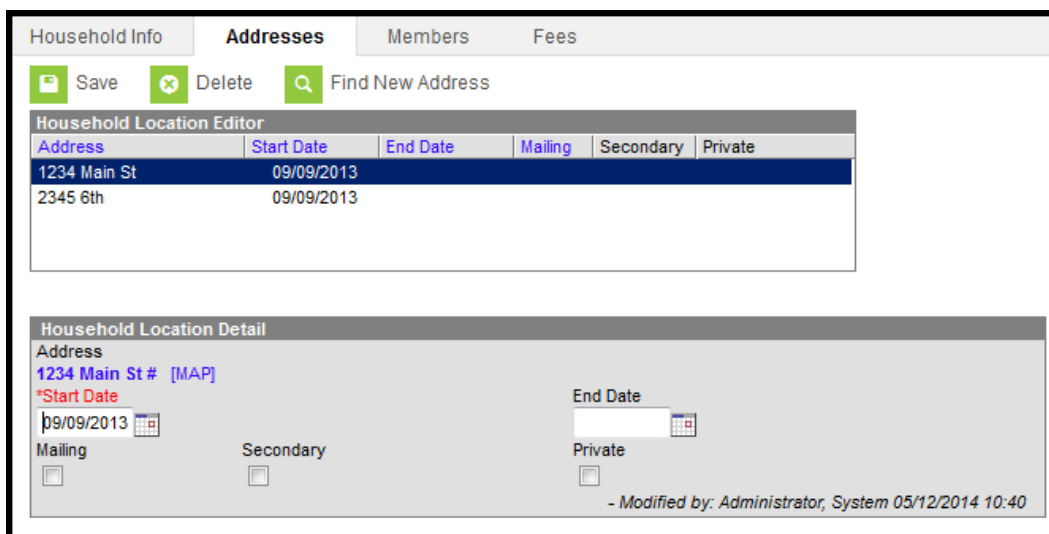 Household Info Addresses Members Fees
Save Delete Find New Address
Household Location Editor
Address Start Date End Date Mailing Secondary Private
1234 Main St 09/09/2013
2345 6th 09/09/2013
Household Location Detail
Address
1234 Main St # [MAP]
*Start Date End Date
09/09/2013
Mailing Secondary Private
- Modified by: Administrator, System 05/12/2014 10:40